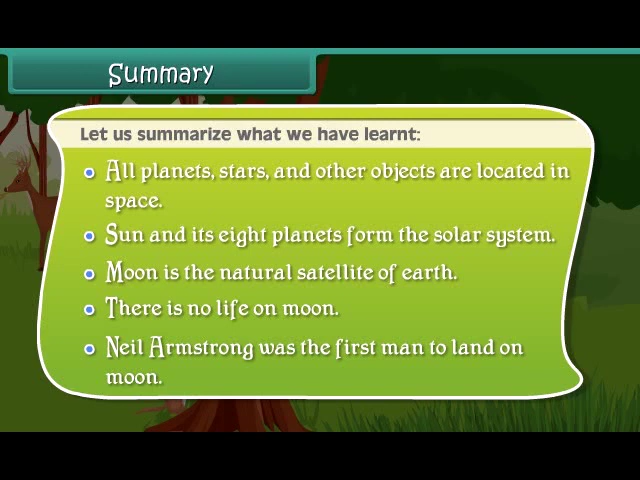 Summary
Let us summarize what we have learnt:
All planets, stars, and other objects are located in
space.
Sun and its eight planets form the solar system.
Moon is the natural satellite of earth.
There is no life on moon.
Neil Armstrong was the first man to land on
moon.